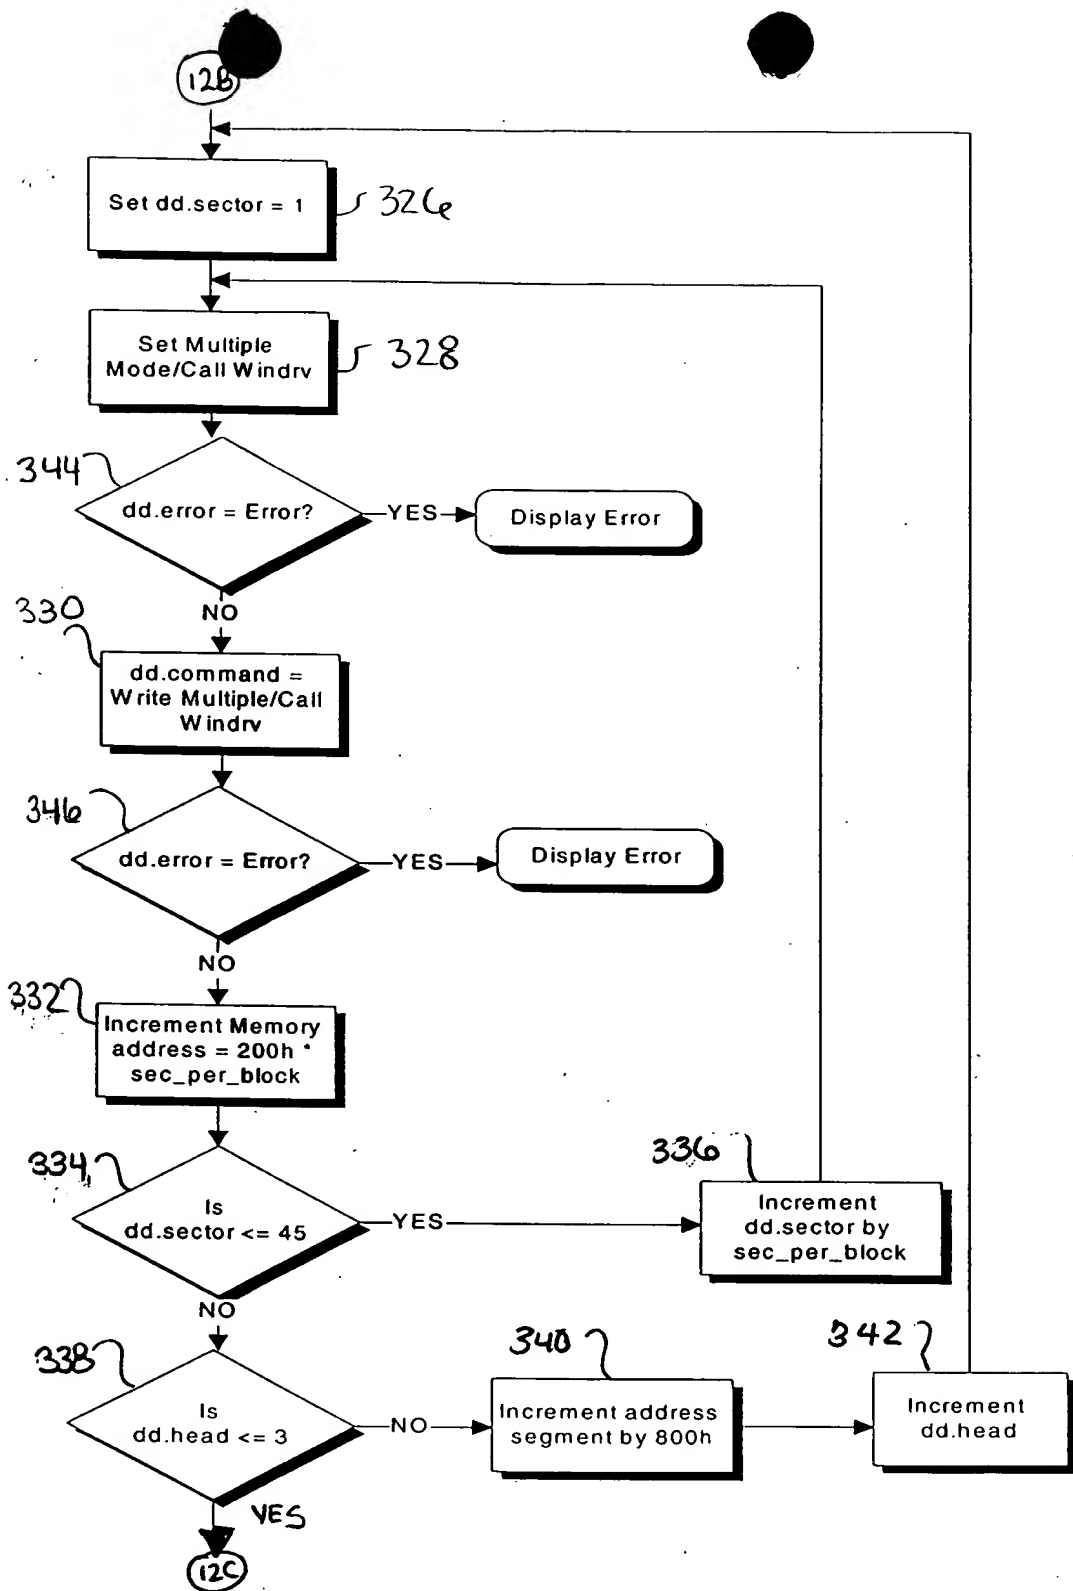 12B
Set dd.sector = 1
326
Set Multiple
Mode/Call Windrv
328
344
dd.error = Error?
YES
Display Error
NO
330
dd.command =
Write Multiple/Call
Windrv
346
dd.error = Error?
YES
Display Error
NO
332
Increment Memory
address = 200h *
sec_per_block
334
Is
dd.sector <= 45
YES
336
Increment
dd.sector by
sec_per_block
NO
338
Is
dd.head <= 3
NO
340
Increment address
segment by 800h
342
Increment
dd.head
YES
12C